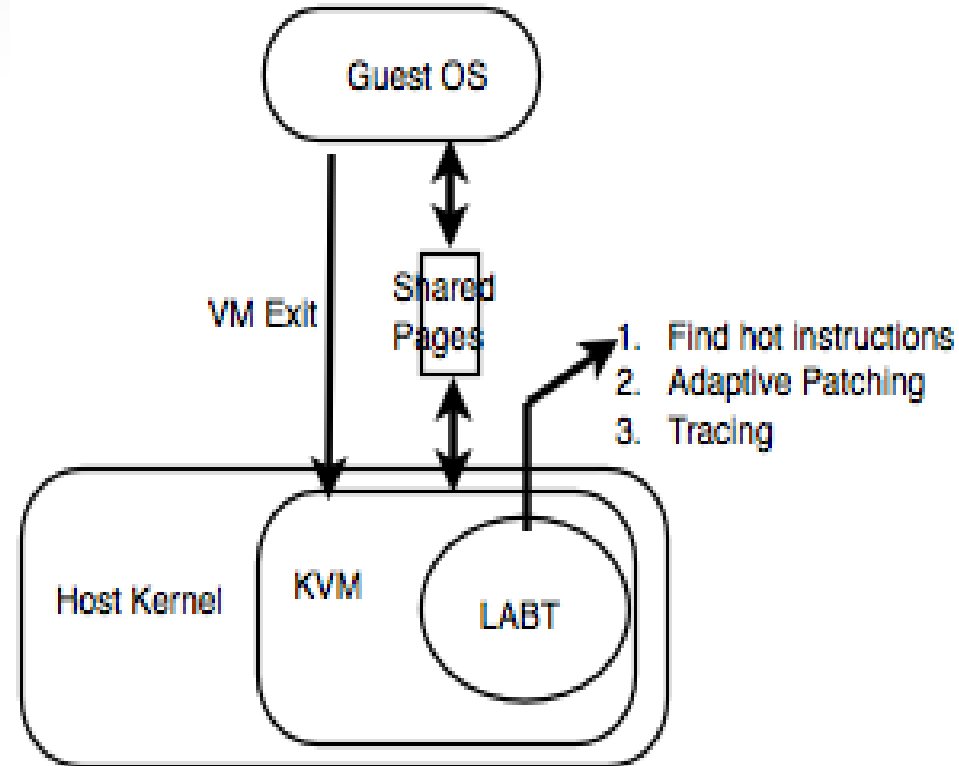 Guest OS
VM Exit
Shared
Pages
1. Find hot instructions
2. Adaptive Patching
3. Tracing
Host Kernel
KVM
LABT